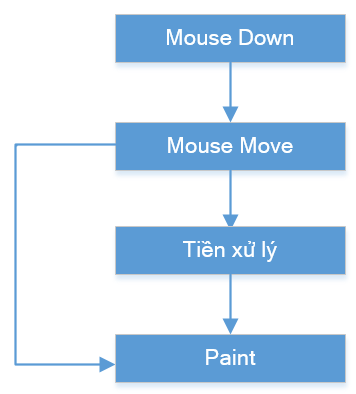 Mouse Down
Mouse Move
Tiền xử lý
Paint